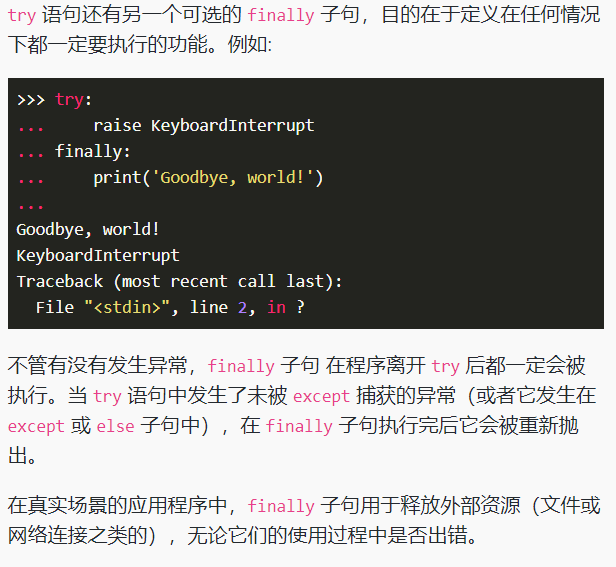 try 语句还有另一个可选的 finally 子句，目的在于定义在任何情况
下都一定要执行的功能。例如:
>>> try:
...     raise KeyboardInterrupt
... finally:
...     print('Goodbye, world!')
...
Goodbye, world!
KeyboardInterrupt
Traceback (most recent call last):
  File "<stdin>", line 2, in ?
不管有没有发生异常，finally 子句 在程序离开 try 后都一定会被
执行。当 try 语句中发生了未被 except 捕获的异常（或者它发生在
except 或 else 子句中），在 finally 子句执行完后它会被重新抛
出。
在真实场景的应用程序中，finally 子句用于释放外部资源（文件或
网络连接之类的），无论它们的使用过程中是否出错。